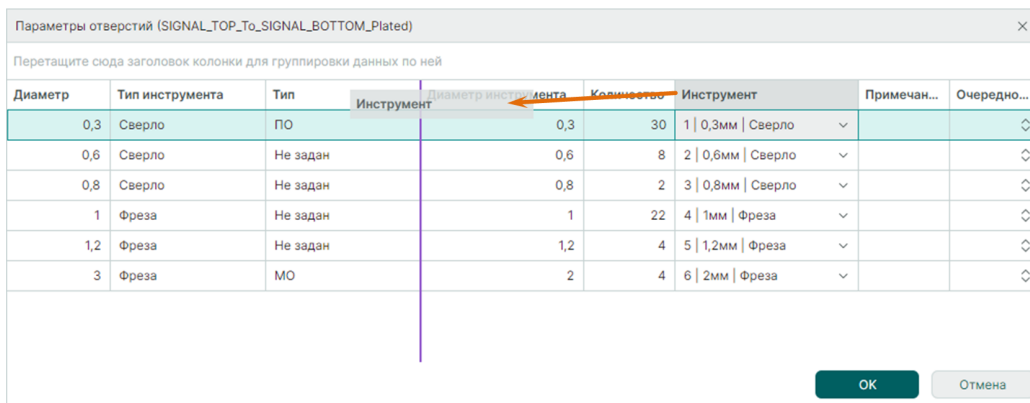 Параметры отверстий (SIGNAL_TOP_To_SIGNAL_BOTTOM_Plated)
Перетащите сюда заголовок колонки для группировки данных по ней
Диаметр Тип инструмента Тип Инструмент Диаметр инструмента Количество Инструмент Примечан... Очередно...
0,3 Сверло ПО 0,3 30 1 | 0,3мм | Сверло
0,6 Сверло Не задан 0,6 8 2 | 0,6мм | Сверло
0,8 Сверло Не задан 0,8 2 3 | 0,8мм | Сверло
1 Фреза Не задан 1 22 4 | 1мм | Фреза
1,2 Фреза Не задан 1,2 4 5 | 1,2мм | Фреза
3 Фреза МО 2 4 6 | 2мм | Фреза
ОК Отмена